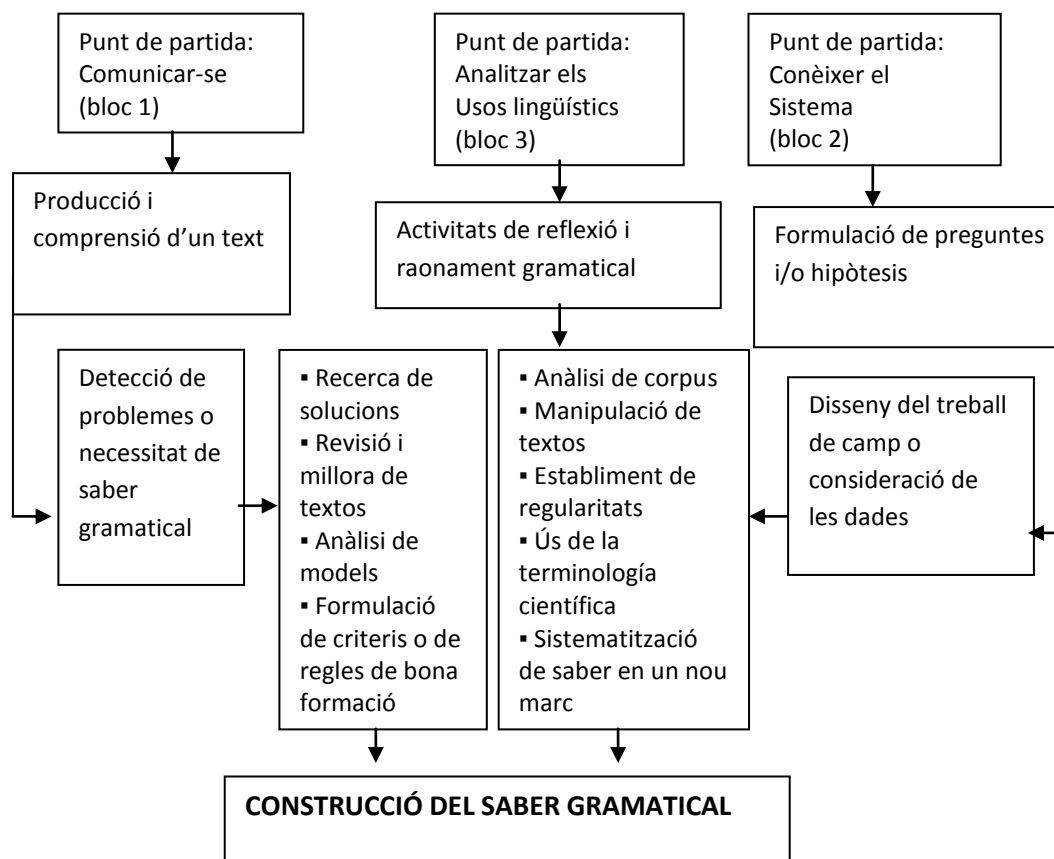 Punt de partida:
Comunicar-se
(bloc 1)
Punt de partida:
Analitzar els
Usos lingüístics
(bloc 3)
Punt de partida:
Conèixer el
Sistema
(bloc 2)
Producció i
comprensió d’un text
Activitats de reflexió i
raonament gramatical
Formulació de preguntes
i/o hipòtesis
Detecció de
problemes o
necessitat de
saber
gramatical
▪ Recerca de
solucions
▪ Revisió i
millora de
textos
▪ Anàlisi de
models
▪ Formulació
de criteris o de
regles de bona
formació
▪ Anàlisi de corpus
▪ Manipulació de
textos
▪ Establiment de
regularitats
▪ Ús de la
terminología
científica
▪ Sistematització
de saber en un nou
marc
Disseny del treball
de camp o
consideració de
les dades
CONSTRUCCIÓ DEL SABER GRAMATICAL